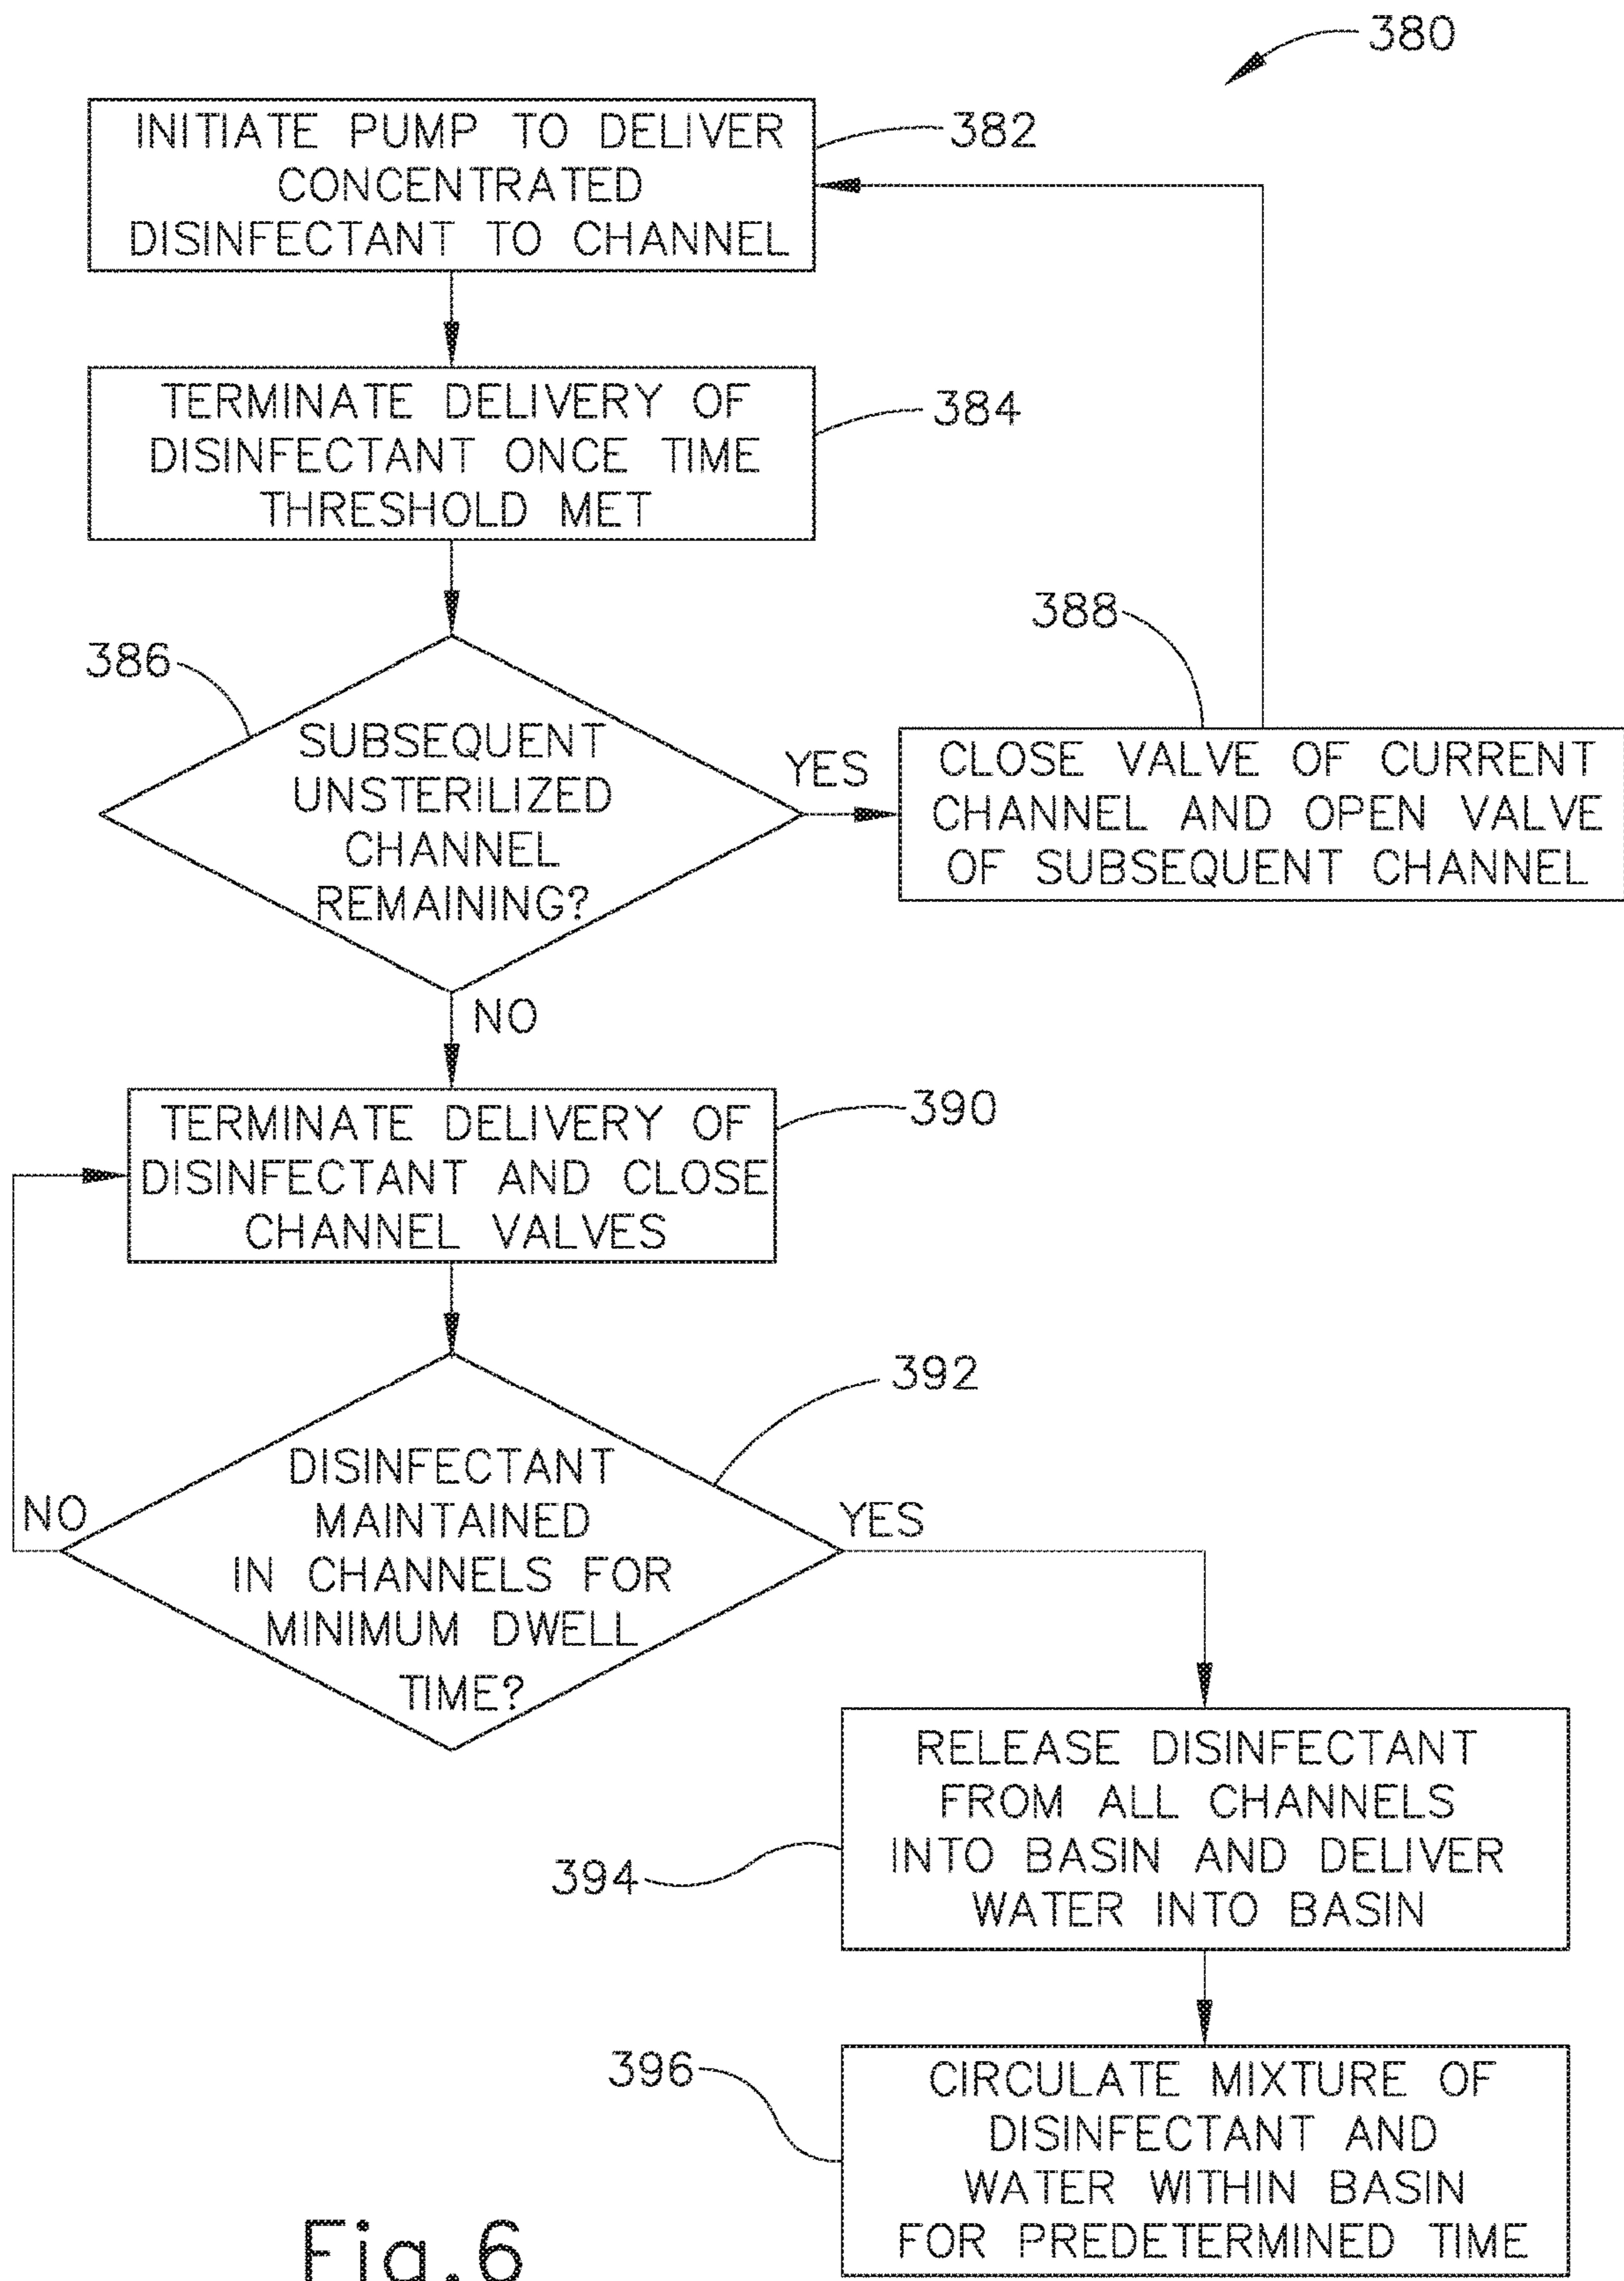 380
INITIATE PUMP TO DELIVER
CONCENTRATED
DISINFECTANT TO CHANNEL
382
TERMINATE DELIVERY OF
DISINFECTANT ONCE TIME
THRESHOLD MET
384
386
SUBSEQUENT
UNSTERILIZED
CHANNEL
REMAINING?
YES
388
CLOSE VALVE OF CURRENT
CHANNEL AND OPEN VALVE
OF SUBSEQUENT CHANNEL
NO
TERMINATE DELIVERY OF
DISINFECTANT AND CLOSE
CHANNEL VALVES
390
392
DISINFECTANT
MAINTAINED
IN CHANNELS FOR
MINIMUM DWELL
TIME?
NO
YES
RELEASE DISINFECTANT
FROM ALL CHANNELS
INTO BASIN AND DELIVER
WATER INTO BASIN
394
396
CIRCULATE MIXTURE OF
DISINFECTANT AND
WATER WITHIN BASIN
FOR PREDETERMINED TIME
Fig.6